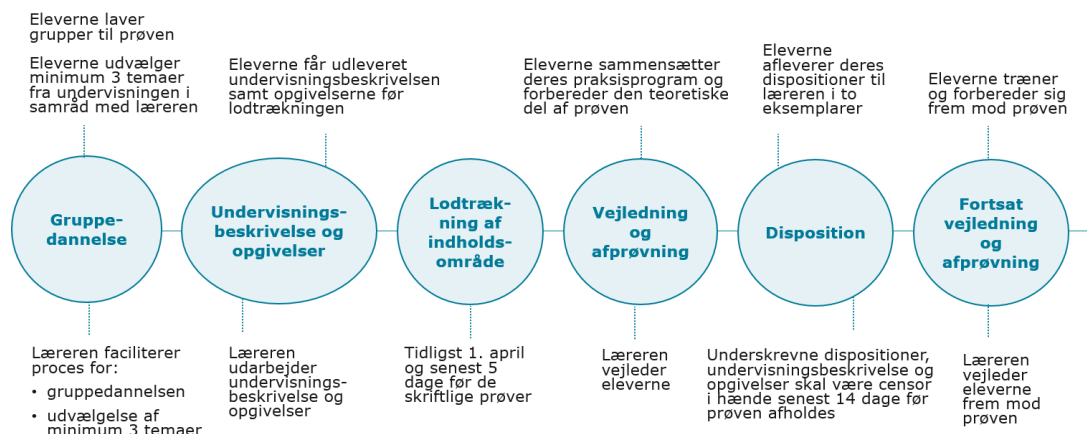 Eleverne laver
grupper til prøven
Eleverne udvælger
minimum 3 temaer
fra undervisningen i
samråd med læreren
Gruppe-
dannelse
Læreren faciliterer
proces for:
• gruppedannelsen
• udvælgelse af
minimum 3 temaer
Eleverne får udleveret
undervisningsbeskrivelsen
samt opgivelserne før
lodtrækningen
Undervisnings-
beskrivelse og
opgivelser
Læreren
udarbejder
undervisnings-
beskrivelse og
opgivelser
Lodtræk-
ning af
indholds-
område
Tidligst 1. april
og senest 5
dage før de
skriftlige prøver
Eleverne sammensætter
deres praksisprogram og
forbereder den teoretiske
del af prøven
Vejledning
og
afprøvning
Læreren
vejleder
eleverne
Eleverne
afleverer deres
dispositioner til
læreren i to
eksemplarer
Disposition
Underskrevne dispositioner,
undervisningsbeskrivelse og
opgivelser skal være censor
i hænde senest 14 dage før
prøven afholdes
Eleverne træner
og forbereder sig
frem mod prøven
Fortsat
vejledning
og
afprøvning
Læreren
vejleder
eleverne
frem mod
prøven